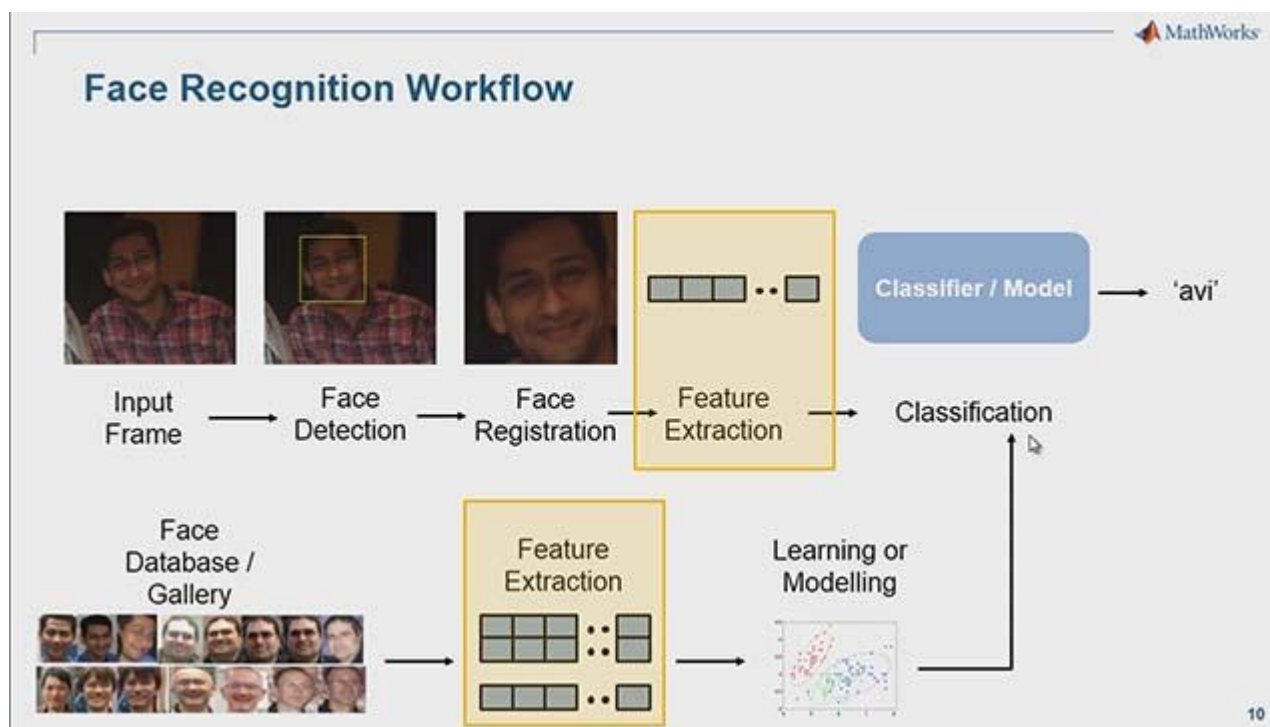 MathWorks
Face Recognition Workflow
Classifier / Model
'avi'
Input
Frame
Face
Detection
Face
Registration
Feature
Extraction
Classification
Face
Database /
Gallery
Feature
Extraction
Learning or
Modelling
10